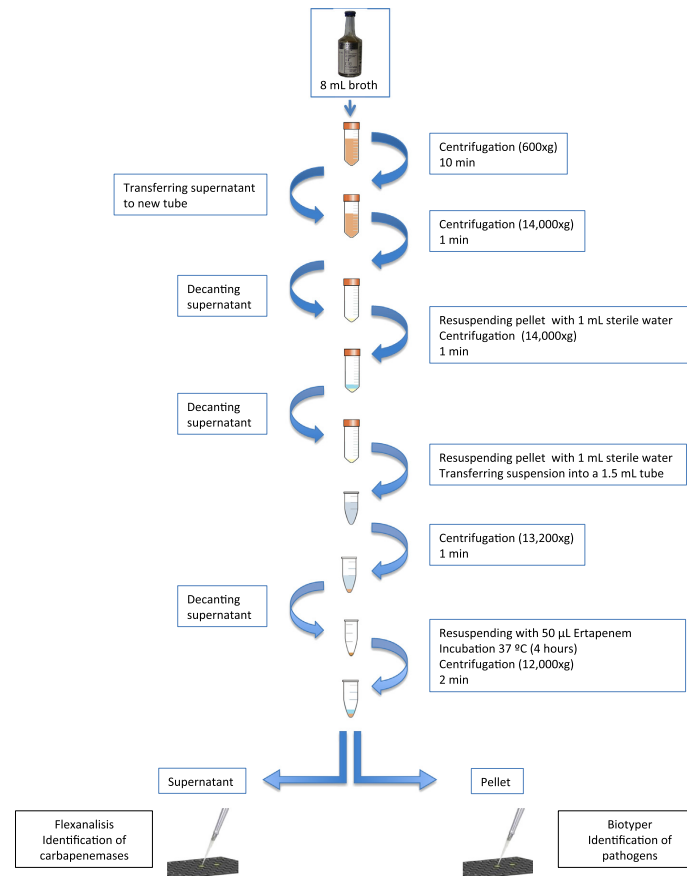 8 mL broth
Centrifugation (600xg)
10 min
Transferring supernatant
to new tube
Centrifugation (14,000xg)
1 min
Decanting
supernatant
Resuspending pellet with 1 mL sterile water
Centrifugation (14,000xg)
1 min
Decanting
supernatant
Resuspending pellet with 1 mL sterile water
Transferring suspension into a 1.5 mL tube
Centrifugation (13,200xg)
1 min
Decanting
supernatant
Resuspending with 50 µL Ertapenem
Incubation 37 ºC (4 hours)
Centrifugation (12,000xg)
2 min
Supernatant
Pellet
Flexanalisis
Identification of
carbapenemases
Biotyper
Identification of
pathogens